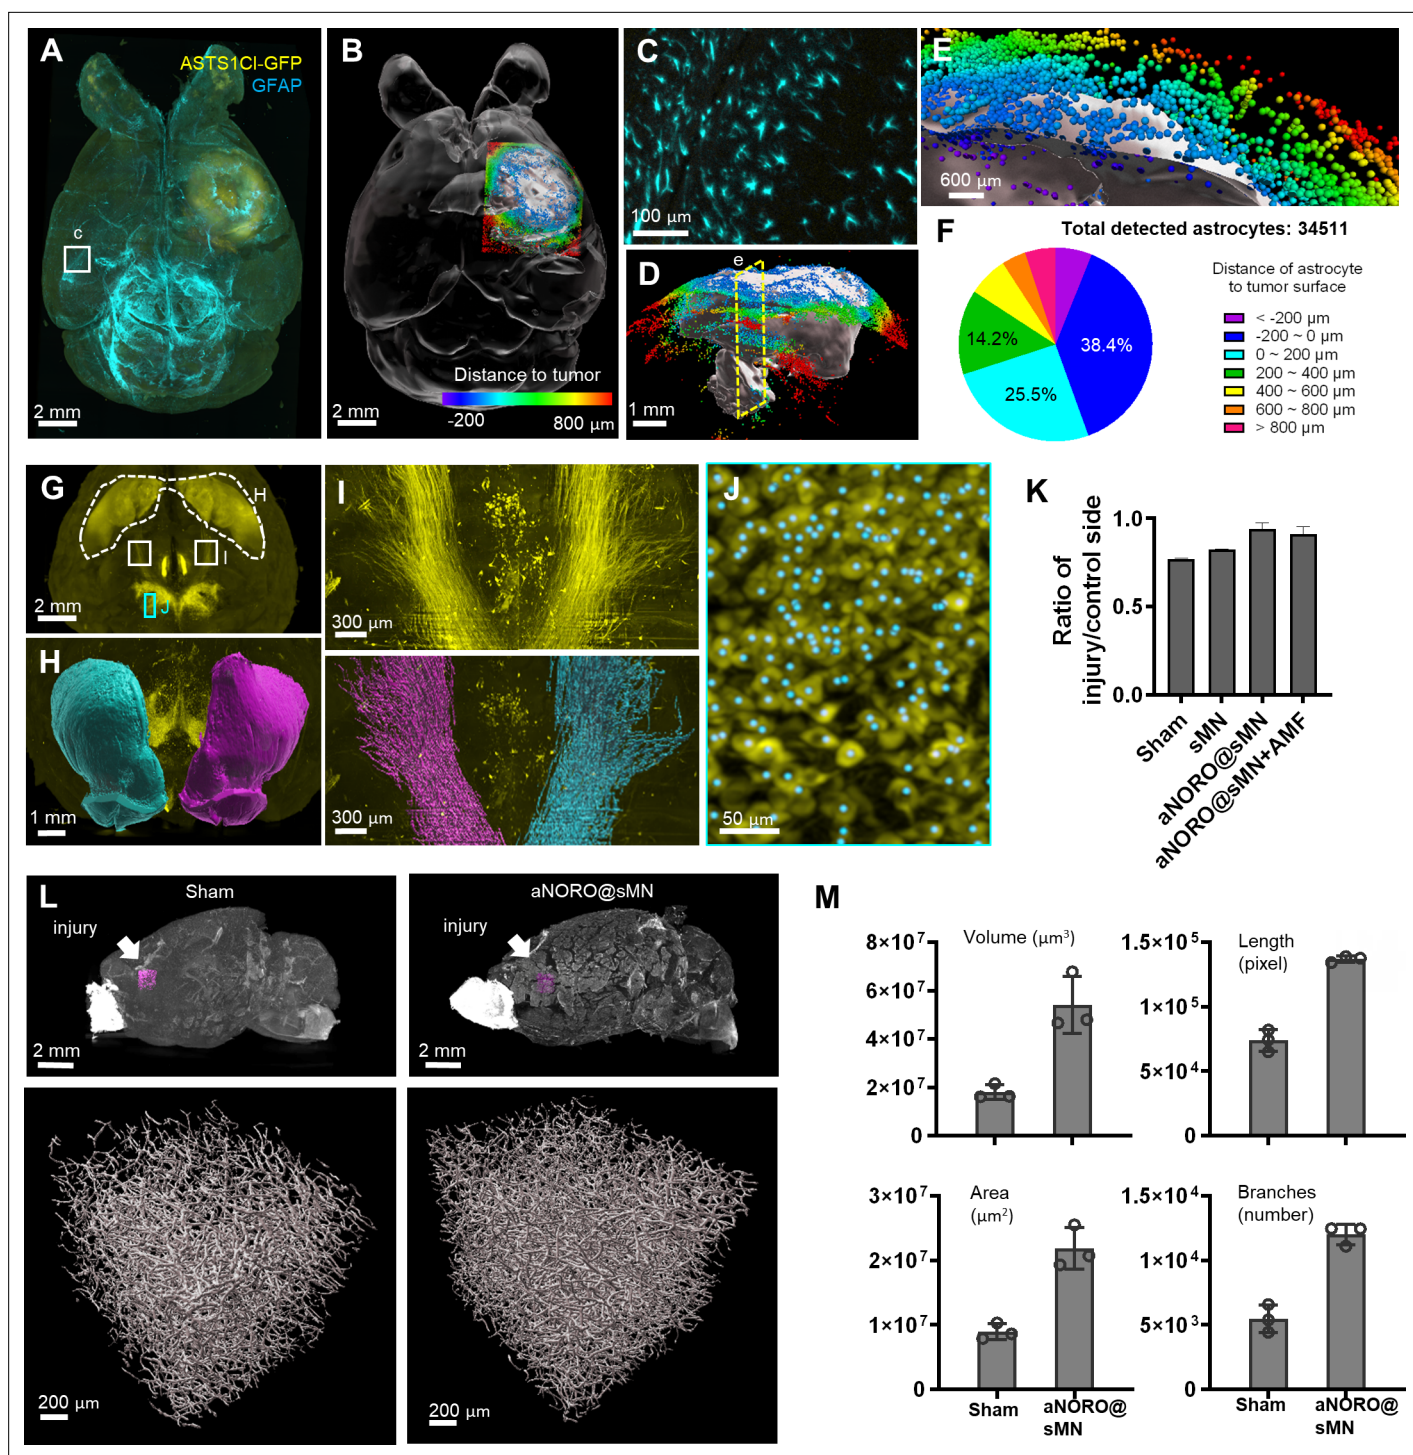 A
ASTS1CI-GFP
GFAP
c
2 mm
B
Distance to tumor
-200
800 µm
2 mm
C
100 µm
D
e
1 mm
E
600 µm
F
Total detected astrocytes: 34511
38.4%
25.5%
14.2%
Distance of astrocyte
to tumor surface
< -200 µm
-200 ~ 0 µm
0 ~ 200 µm
200 ~ 400 µm
400 ~ 600 µm
600 ~ 800 µm
> 800 µm
G
H
I
J
2 mm
H
1 mm
I
300 µm
300 µm
J
50 µm
K
Ratio of
injury/control side
1.0
0.5
0.0
Sham
sMN
aNORO@sMN
aNORO@sMN+AMF
L
Sham
injury
2 mm
aNORO@sMN
injury
2 mm
200 µm
200 µm
M
Volume (µm³)
8×10⁷
6×10⁷
4×10⁷
2×10⁷
0
Length
(pixel)
1.5×10⁵
1×10⁵
5×10⁴
0
Area
(µm²)
3×10⁷
2×10⁷
1×10⁷
0
Sham
aNORO@
sMN
Branches
(number)
1.5×10⁴
1×10⁴
5×10³
0
Sham
aNORO@
sMN